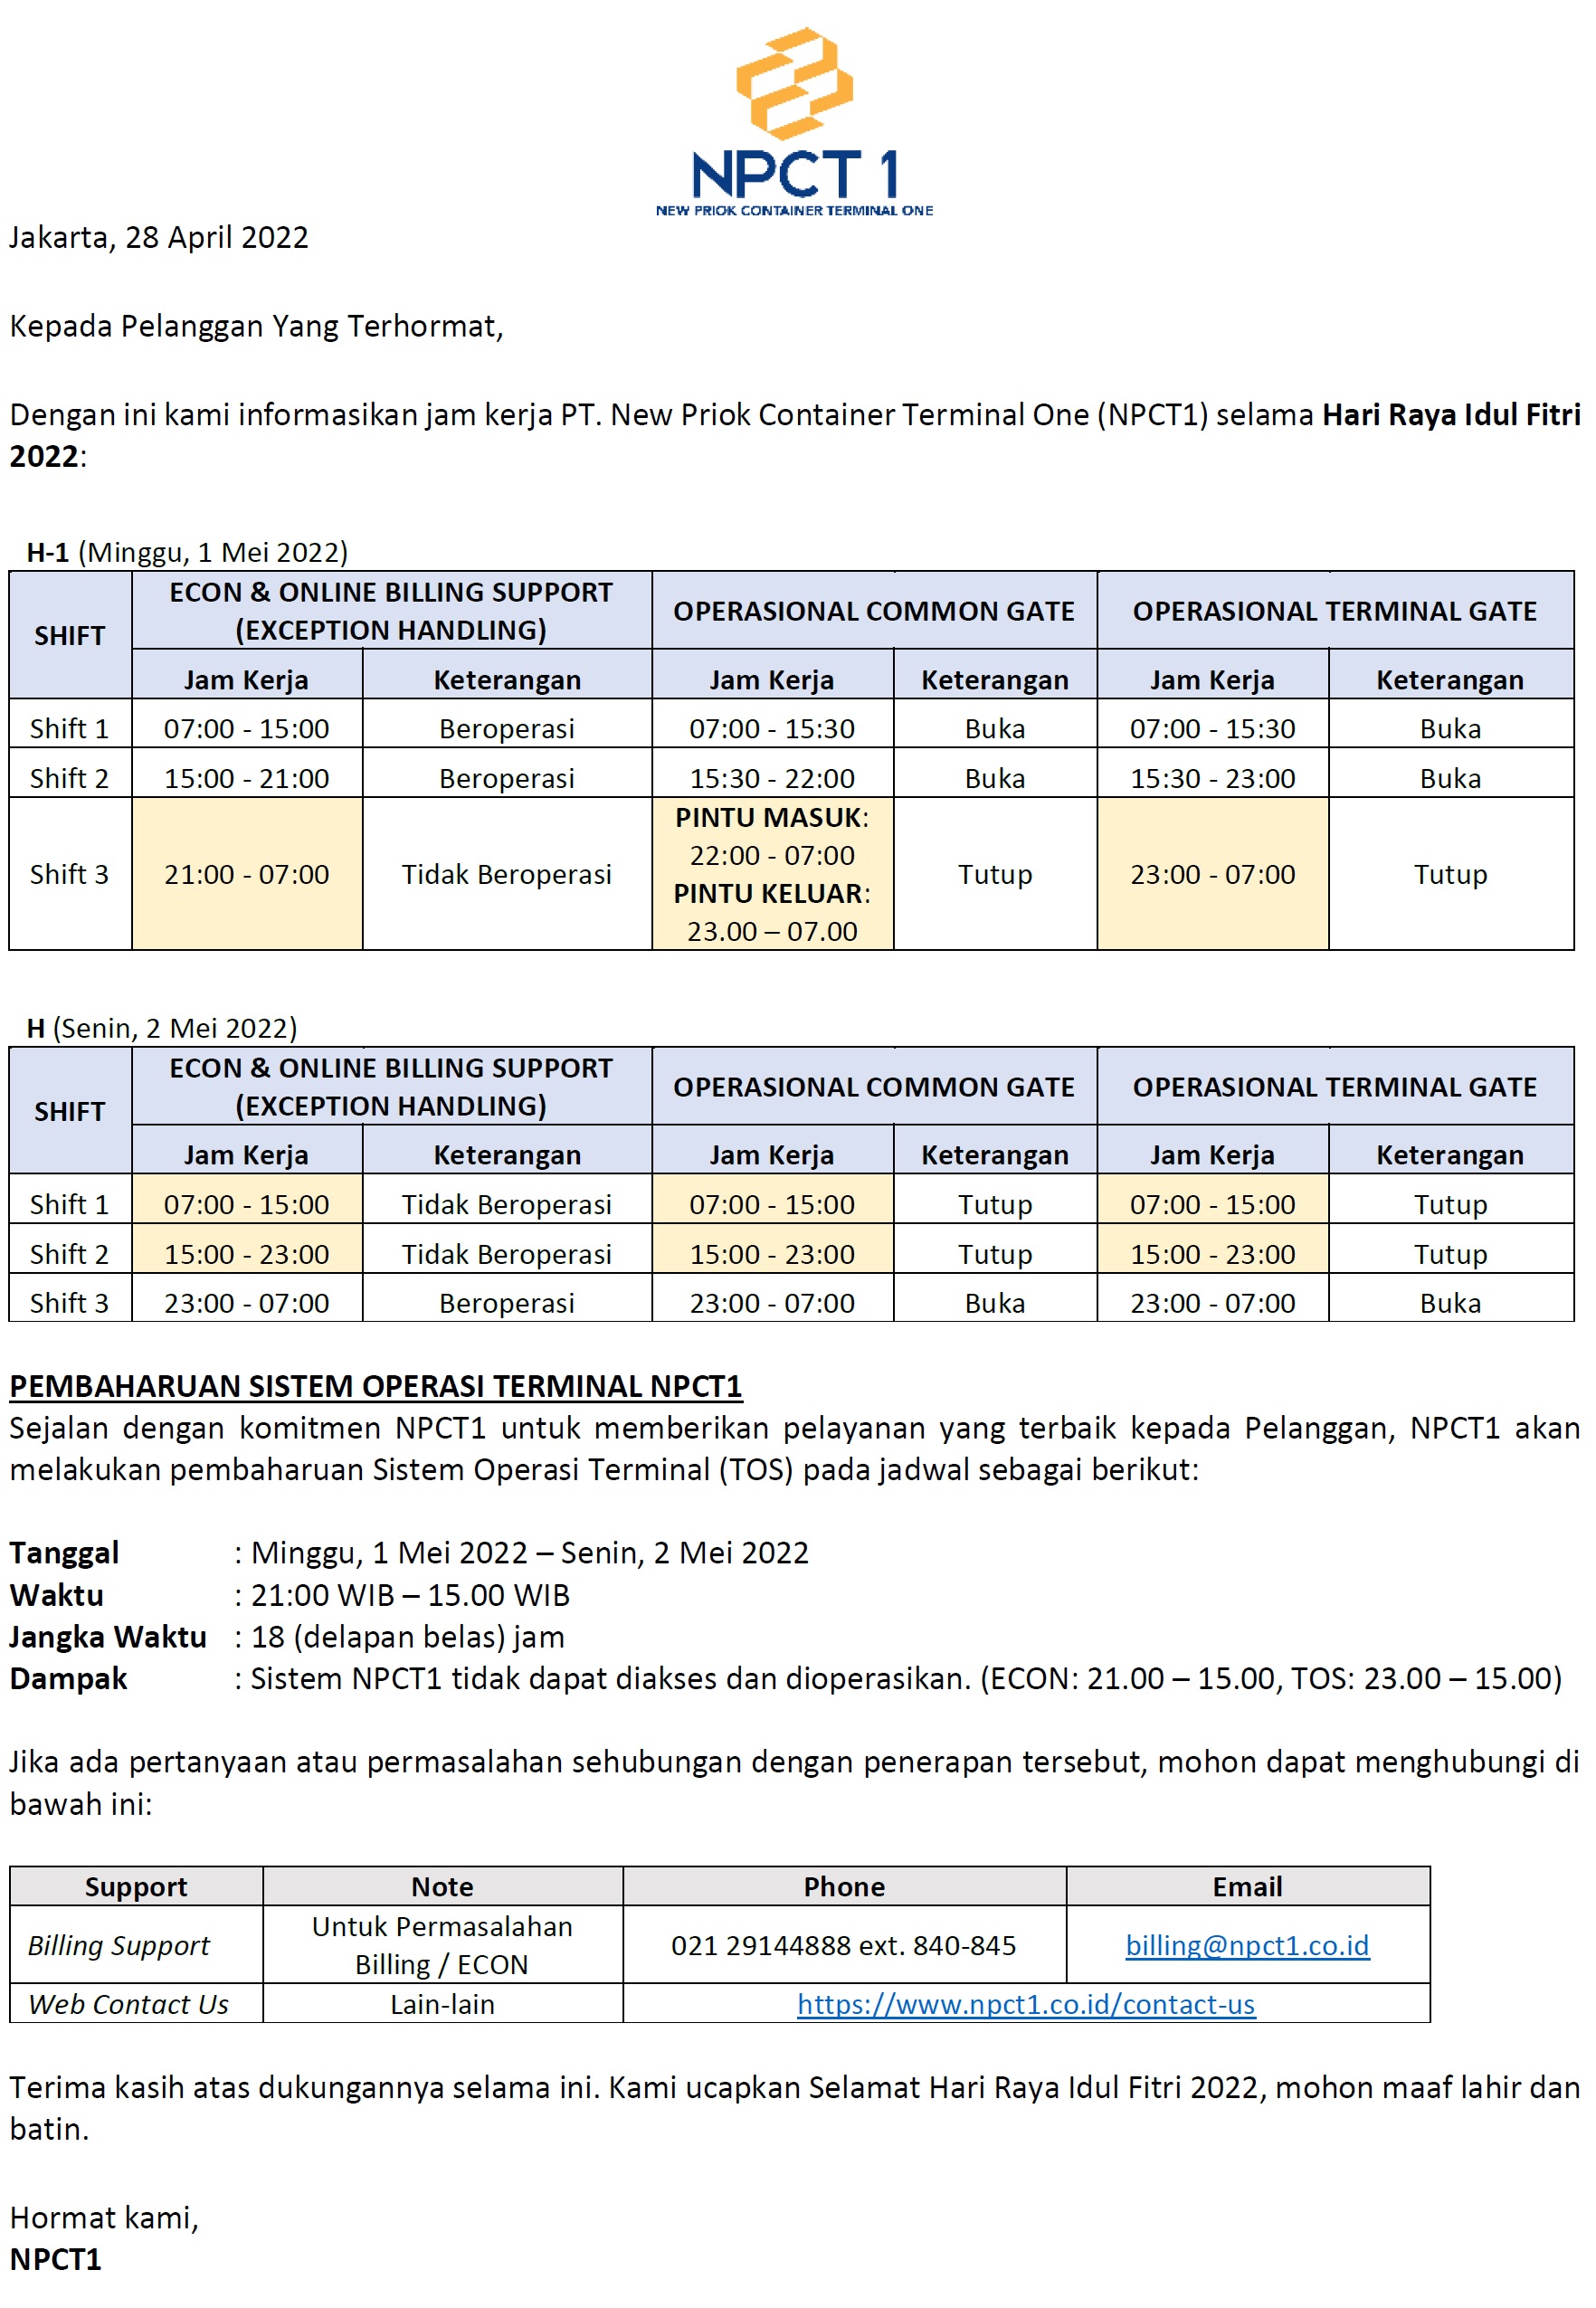 NPCT 1
NEW PRIOK CONTAINER TERMINAL ONE
Jakarta, 28 April 2022
Kepada Pelanggan Yang Terhormat,
Dengan ini kami informasikan jam kerja PT. New Priok Container Terminal One (NPCT1) selama Hari Raya Idul Fitri
2022:
H-1 (Minggu, 1 Mei 2022)
SHIFT
ECON & ONLINE BILLING SUPPORT
(EXCEPTION HANDLING)
OPERASIONAL COMMON GATE
OPERASIONAL TERMINAL GATE
Jam Kerja Keterangan Jam Kerja Keterangan Jam Kerja Keterangan
Shift 1 07:00 - 15:00 Beroperasi 07:00 - 15:30 Buka 07:00 - 15:30 Buka
Shift 2 15:00 - 21:00 Beroperasi 15:30 - 22:00 Buka 15:30 - 23:00 Buka
Shift 3 21:00 - 07:00 Tidak Beroperasi
PINTU MASUK:
22:00 - 07:00
PINTU KELUAR:
23.00 – 07.00
Tutup 23:00 - 07:00 Tutup
H (Senin, 2 Mei 2022)
SHIFT
ECON & ONLINE BILLING SUPPORT
(EXCEPTION HANDLING)
OPERASIONAL COMMON GATE
OPERASIONAL TERMINAL GATE
Jam Kerja Keterangan Jam Kerja Keterangan Jam Kerja Keterangan
Shift 1 07:00 - 15:00 Tidak Beroperasi 07:00 - 15:00 Tutup 07:00 - 15:00 Tutup
Shift 2 15:00 - 23:00 Tidak Beroperasi 15:00 - 23:00 Tutup 15:00 - 23:00 Tutup
Shift 3 23:00 - 07:00 Beroperasi 23:00 - 07:00 Buka 23:00 - 07:00 Buka
PEMBAHARUAN SISTEM OPERASI TERMINAL NPCT1
Sejalan dengan komitmen NPCT1 untuk memberikan pelayanan yang terbaik kepada Pelanggan, NPCT1 akan
melakukan pembaharuan Sistem Operasi Terminal (TOS) pada jadwal sebagai berikut:
Tanggal : Minggu, 1 Mei 2022 – Senin, 2 Mei 2022
Waktu : 21:00 WIB – 15.00 WIB
Jangka Waktu : 18 (delapan belas) jam
Dampak : Sistem NPCT1 tidak dapat diakses dan dioperasikan. (ECON: 21.00 – 15.00, TOS: 23.00 – 15.00)
Jika ada pertanyaan atau permasalahan sehubungan dengan penerapan tersebut, mohon dapat menghubungi di
bawah ini:
Support Note Phone Email
Billing Support
Untuk Permasalahan
Billing / ECON
021 29144888 ext. 840-845 billing@npct1.co.id
Web Contact Us Lain-lain https://www.npct1.co.id/contact-us
Terima kasih atas dukungannya selama ini. Kami ucapkan Selamat Hari Raya Idul Fitri 2022, mohon maaf lahir dan
batin.
Hormat kami,
NPCT1